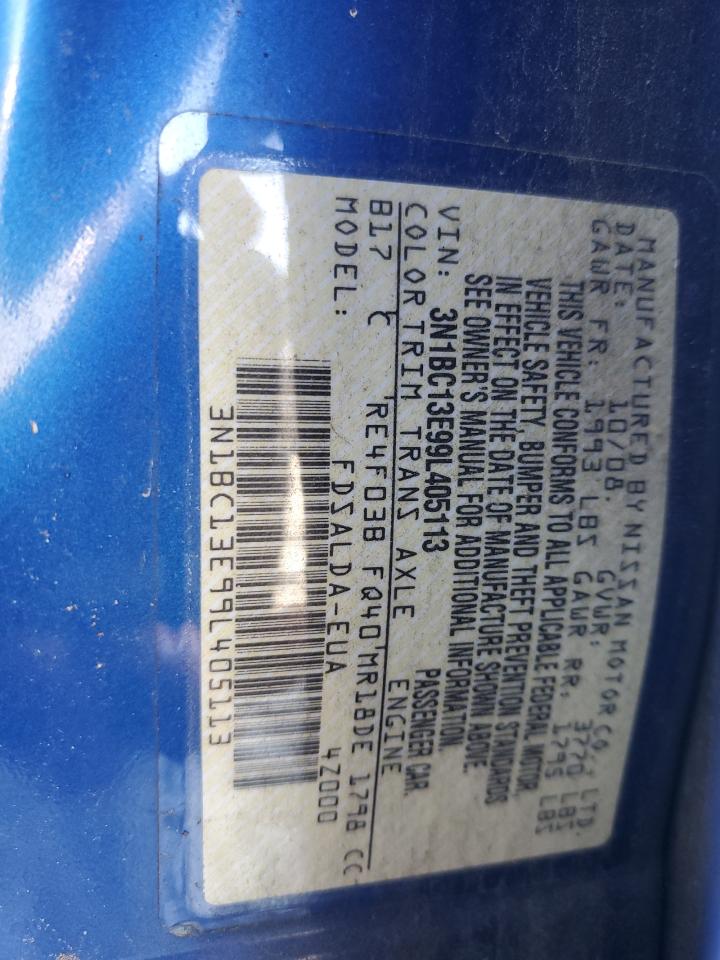 MANUFACTURED BY NISSAN MOTOR CO., LTD.
DATE: 10/08. GVWR: 3770 LBS
GAWR FR: 1993 LBS GAWR RR: 1795 LBS
THIS VEHICLE CONFORMS TO ALL APPLICABLE FEDERAL MOTOR
VEHICLE SAFETY, BUMPER AND THEFT PREVENTION STANDARDS
IN EFFECT ON THE DATE OF MANUFACTURE SHOWN ABOVE.
SEE OWNER'S MANUAL FOR ADDITIONAL INFORMATION.
VIN: 3N1BC13E99L405113 PASSENGER CAR.
COLOR TRIM TRANS AXLE ENGINE
B17 C RE4F03B FQ40 MR18DE 1798 CC
MODEL: FDSALDA-EUA 4Z000
3N1BC13E99L405113